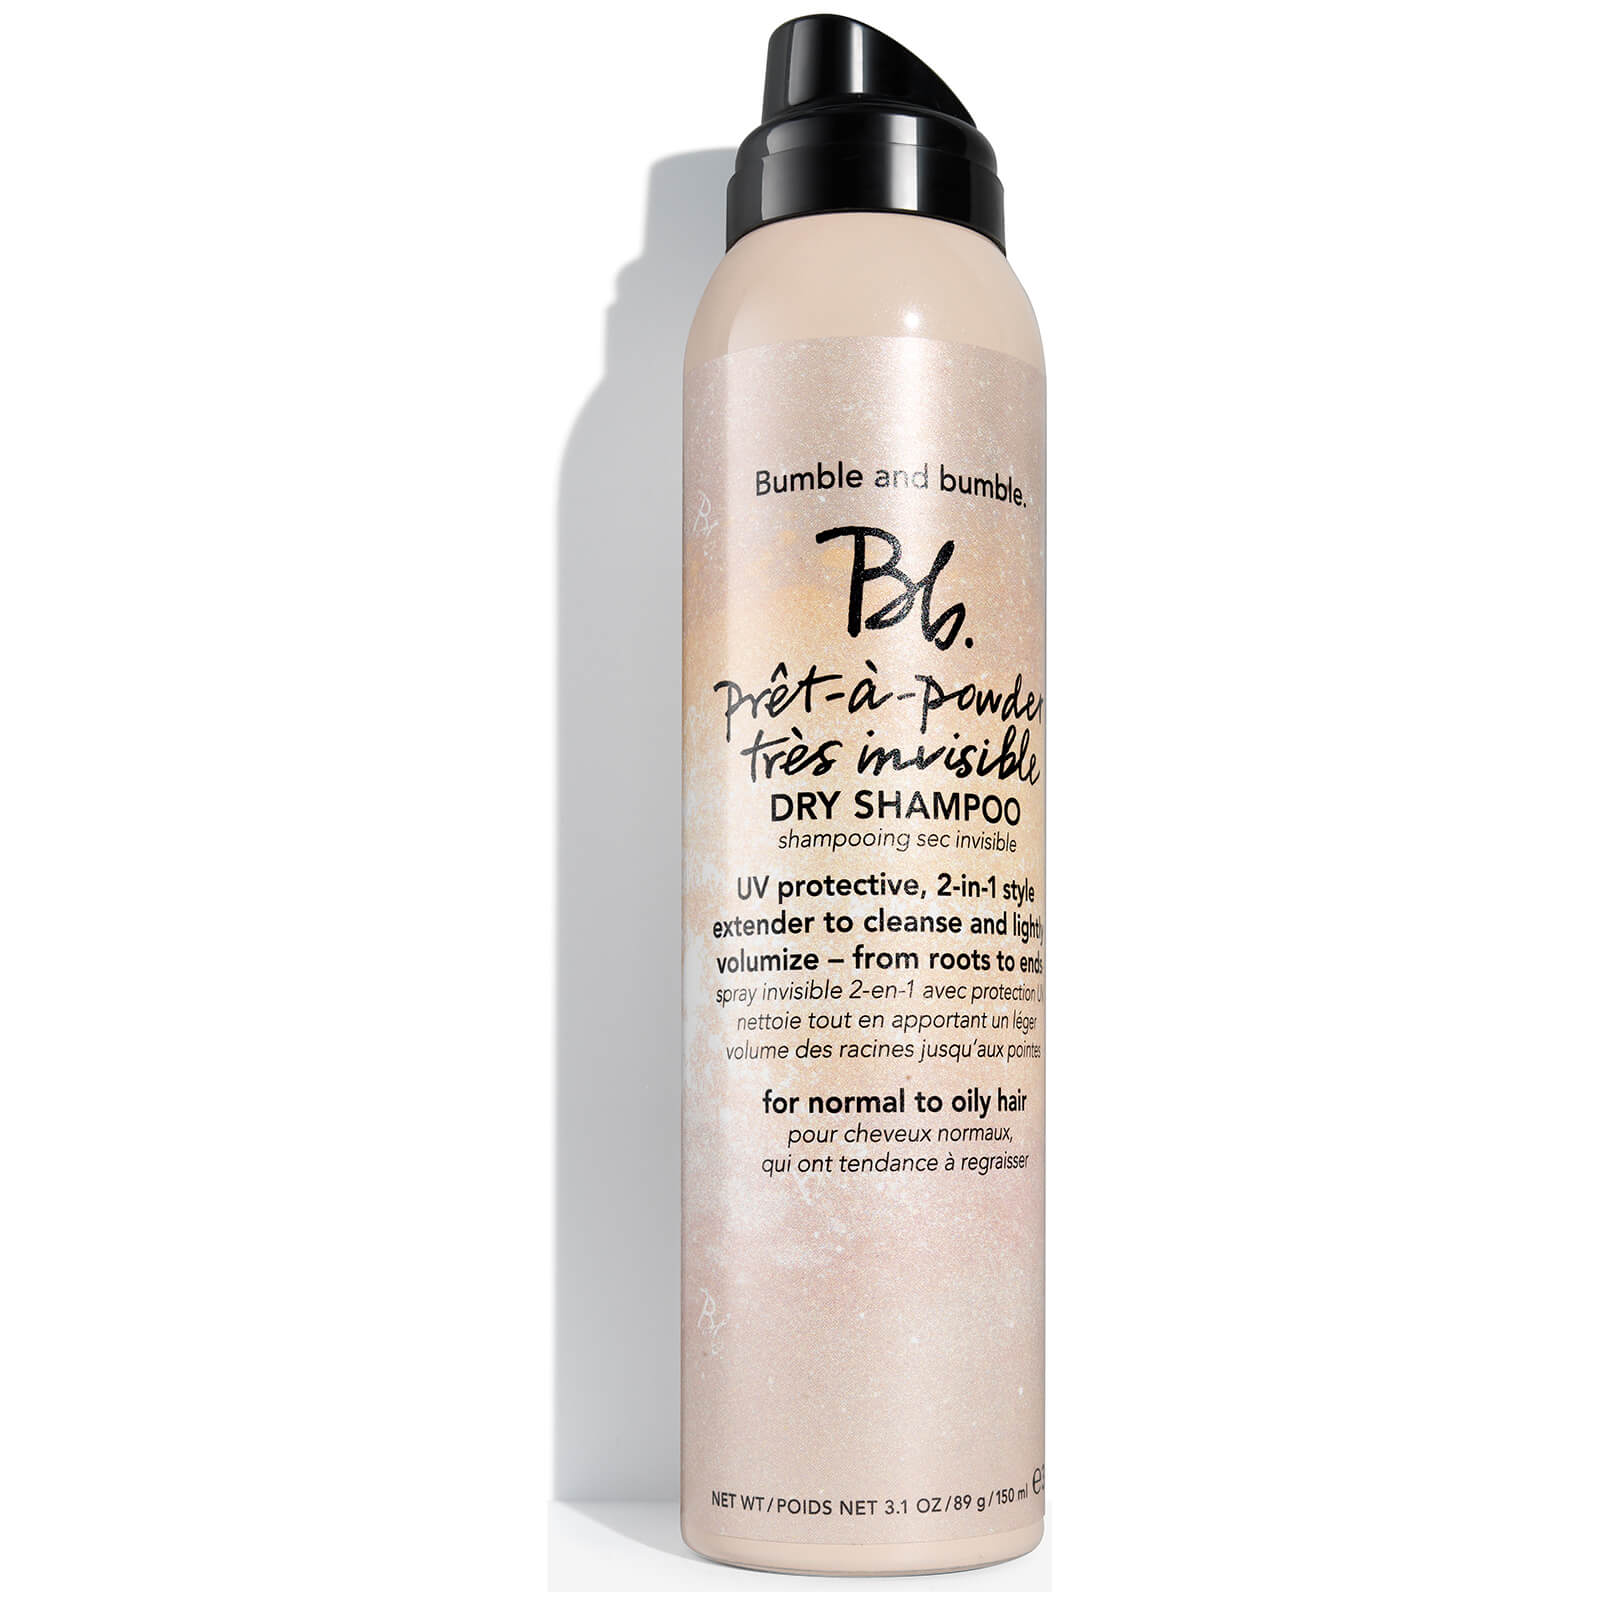 Bumble and bumble.
Bb.
prêt-à-powder
très invisible
DRY SHAMPOO
shampooing sec invisible
UV protective, 2-in-1 style
extender to cleanse and lightly
volumize – from roots to ends
spray invisible 2-en-1 avec protection UV
nettoie tout en apportant un léger
volume des racines jusqu'aux pointes
for normal to oily hair
pour cheveux normaux,
qui ont tendance à regraisser
Bb.
Bb.
NET WT/POIDS NET 3.1 OZ/89 g/150 ml e